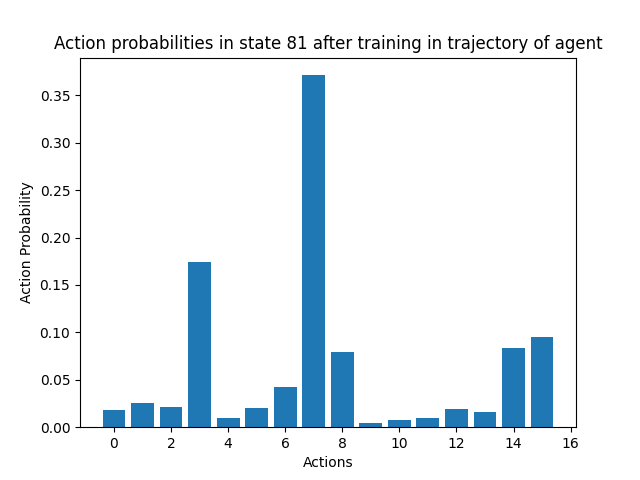 Action probabilities in state 81 after training in trajectory of agent
0.35
0.30
0.25
0.20
0.15
0.10
0.05
0.00
Action Probability
0 2 4 6 8 10 12 14 16
Actions